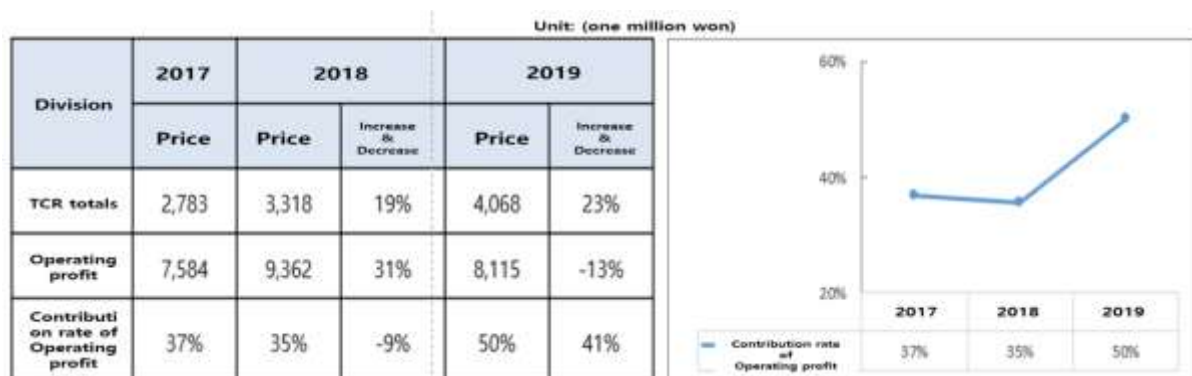 Unit: (one million won)
Division 2017 2018 2019
Price Price Increase & Decrease Price Increase & Decrease
TCR totals 2,783 3,318 19% 4,068 23%
Operating profit 7,584 9,362 31% 8,115 -13%
Contributi on rate of Operating profit 37% 35% -9% 50% 41%
60%
40%
20%
2017 2018 2019
Contribution rate of Operating profit 37% 35% 50%